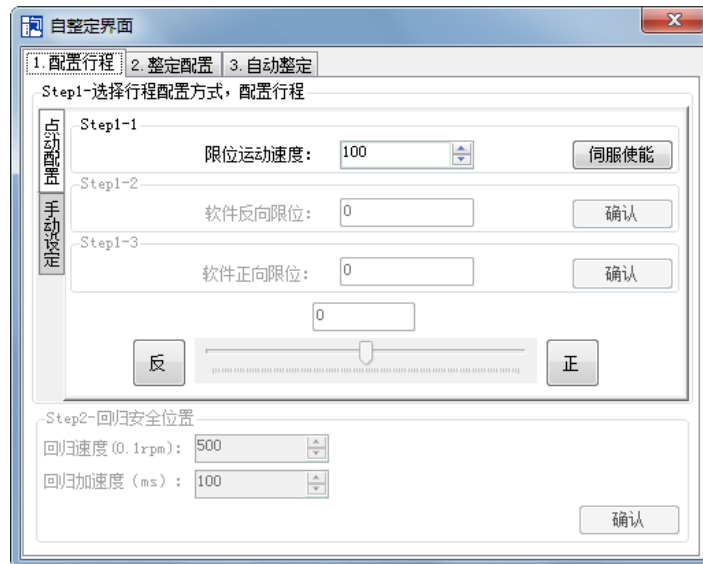 自整定界面
1.配置行程 2.整定配置 3.自动整定
Step1-选择行程配置方式，配置行程
点动配置
手动设定
Step1-1
限位运动速度： 100 伺服使能
Step1-2
软件反向限位： 0 确认
Step1-3
软件正向限位： 0 确认
0
反 正
Step2-回归安全位置
回归速度(0.1rpm)： 500
回归加速度（ms）： 100
确认